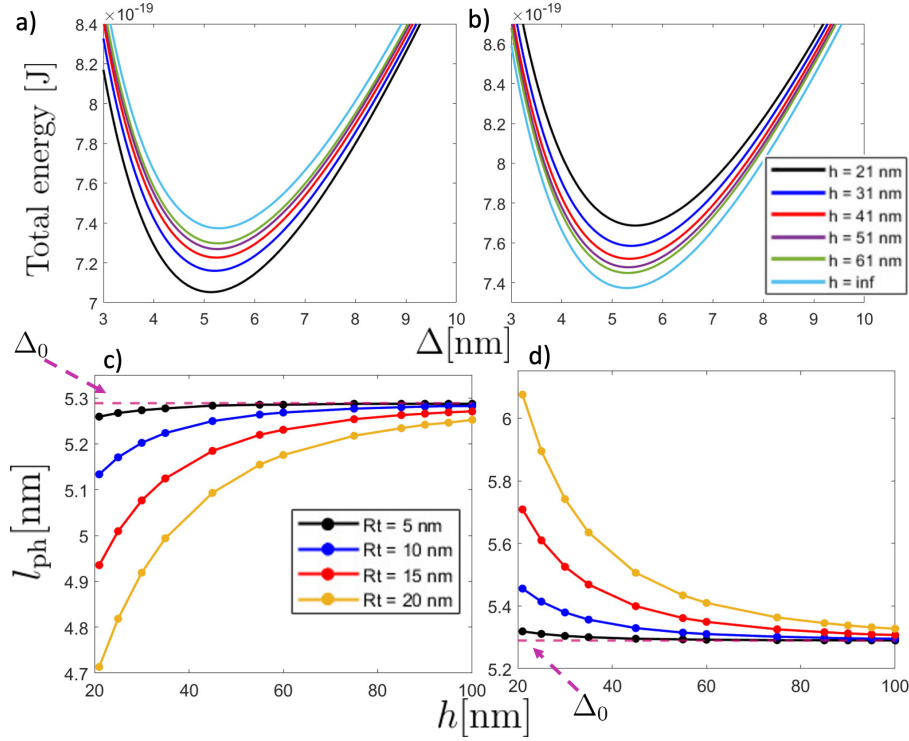 a)
×10⁻¹⁹
8.4
8.2
8
7.8
7.6
7.4
7.2
7
3 4 5 6 7 8 9 10
Total energy [J]
b)
×10⁻¹⁹
8.6
8.4
8.2
8
7.8
7.6
7.4
3 4 5 6 7 8 9 10
h = 21 nm
h = 31 nm
h = 41 nm
h = 51 nm
h = 61 nm
h = inf
Δ[nm]
Δ₀
c)
5.3
5.2
5.1
5
4.9
4.8
4.7
20 40 60 80 100
l_ph[nm]
Rt = 5 nm
Rt = 10 nm
Rt = 15 nm
Rt = 20 nm
d)
6
5.8
5.6
5.4
5.2
20 40 60 80 100
Δ₀
h[nm]